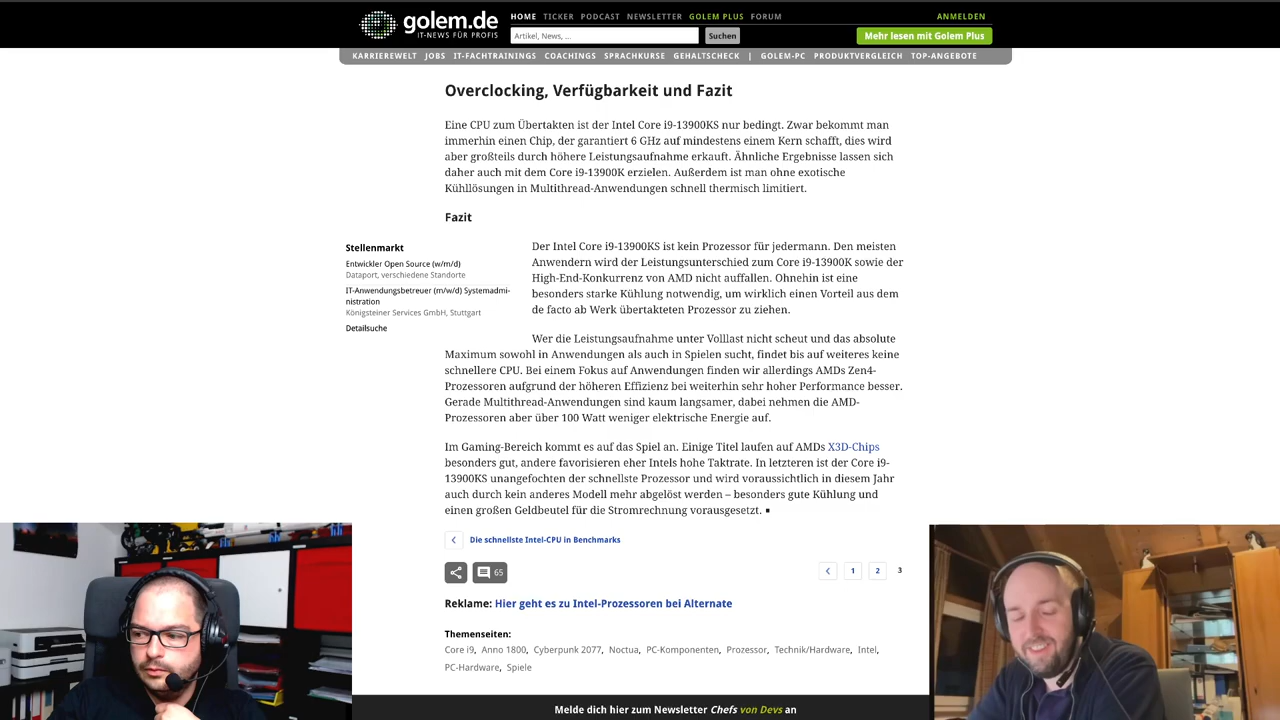 golem.de
IT-NEWS FÜR PROFIS
HOME TICKER PODCAST NEWSLETTER GOLEM PLUS FORUM
ANMELDEN
Artikel, News, ...
Suchen
Mehr lesen mit Golem Plus
KARRIEREWELT JOBS IT-FACHTRAININGS COACHINGS SPRACHKURSE GEHALTSCHECK | GOLEM-PC PRODUKTVERGLEICH TOP-ANGEBOTE
Overclocking, Verfügbarkeit und Fazit
Eine CPU zum Übertakten ist der Intel Core i9-13900KS nur bedingt. Zwar bekommt man
immerhin einen Chip, der garantiert 6 GHz auf mindestens einem Kern schafft, dies wird
aber großteils durch höhere Leistungsaufnahme erkauft. Ähnliche Ergebnisse lassen sich
daher auch mit dem Core i9-13900K erzielen. Außerdem ist man ohne exotische
Kühllösungen in Multithread-Anwendungen schnell thermisch limitiert.
Fazit
Stellenmarkt
Entwickler Open Source (w/m/d)
Dataport, verschiedene Standorte
IT-Anwendungsbetreuer (m/w/d) Systemadmi-
nistration
Königsteiner Services GmbH, Stuttgart
Detailsuche
Der Intel Core i9-13900KS ist kein Prozessor für jedermann. Den meisten
Anwendern wird der Leistungsunterschied zum Core i9-13900K sowie der
High-End-Konkurrenz von AMD nicht auffallen. Ohnehin ist eine
besonders starke Kühlung notwendig, um wirklich einen Vorteil aus dem
de facto ab Werk übertakteten Prozessor zu ziehen.
Wer die Leistungsaufnahme unter Volllast nicht scheut und das absolute
Maximum sowohl in Anwendungen als auch in Spielen sucht, findet bis auf weiteres keine
schnellere CPU. Bei einem Fokus auf Anwendungen finden wir allerdings AMDs Zen4-
Prozessoren aufgrund der höheren Effizienz bei weiterhin sehr hoher Performance besser.
Gerade Multithread-Anwendungen sind kaum langsamer, dabei nehmen die AMD-
Prozessoren aber über 100 Watt weniger elektrische Energie auf.
Im Gaming-Bereich kommt es auf das Spiel an. Einige Titel laufen auf AMDs X3D-Chips
besonders gut, andere favorisieren eher Intels hohe Taktrate. In letzteren ist der Core i9-
13900KS unangefochten der schnellste Prozessor und wird voraussichtlich in diesem Jahr
auch durch kein anderes Modell mehr abgelöst werden – besonders gute Kühlung und
einen großen Geldbeutel für die Stromrechnung vorausgesetzt. ■
Die schnellste Intel-CPU in Benchmarks
65
1 2 3
Reklame: Hier geht es zu Intel-Prozessoren bei Alternate
Themenseiten:
Core i9, Anno 1800, Cyberpunk 2077, Noctua, PC-Komponenten, Prozessor, Technik/Hardware, Intel,
PC-Hardware, Spiele
Melde dich hier zum Newsletter Chefs von Devs an